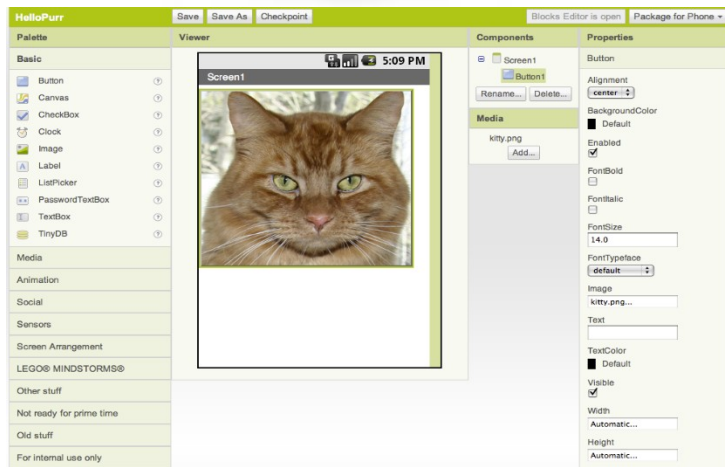 HelloPurr
Save
Save As
Checkpoint
Blocks Editor is open
Package for Phone
Palette
Basic
Button
Canvas
CheckBox
Clock
Image
Label
ListPicker
PasswordTextBox
TextBox
TinyDB
Media
Animation
Social
Sensors
Screen Arrangement
LEGO® MINDSTORMS®
Other stuff
Not ready for prime time
Old stuff
For internal use only
Viewer
5:09 PM
Screen1
Components
Screen1
Button1
Rename...
Delete...
Media
kitty.png
Add...
Properties
Button
Alignment
center
BackgroundColor
Default
Enabled
FontBold
FontItalic
FontSize
14.0
FontTypeface
default
Image
kitty.png...
Text
TextColor
Default
Visible
Width
Automatic...
Height
Automatic...